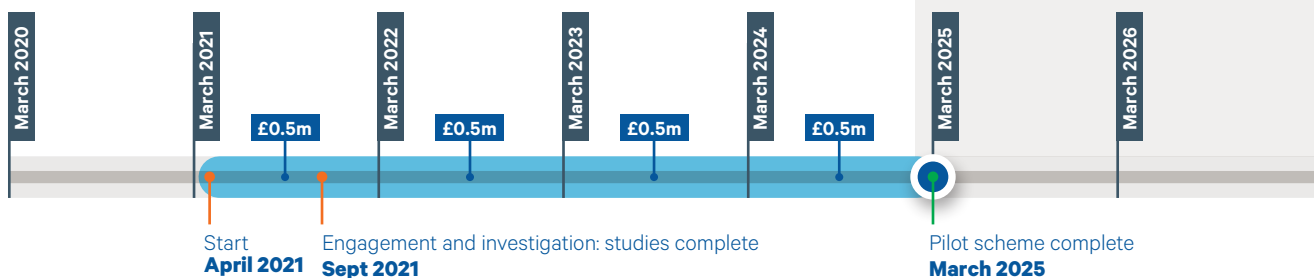 March 2020
March 2021
March 2022
March 2023
March 2024
March 2025
March 2026
£0.5m
£0.5m
£0.5m
£0.5m
Start
April 2021
Engagement and investigation: studies complete
Sept 2021
Pilot scheme complete
March 2025